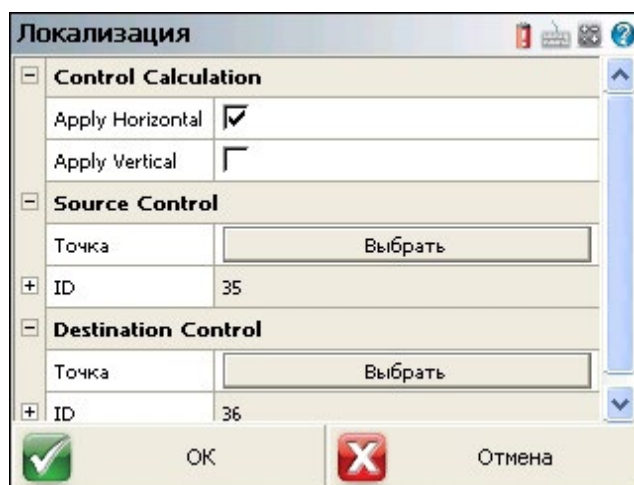 Локализация
Control Calculation
Apply Horizontal
Apply Vertical
Source Control
Точка Выбрать
ID 35
Destination Control
Точка Выбрать
ID 36
OK Отмена